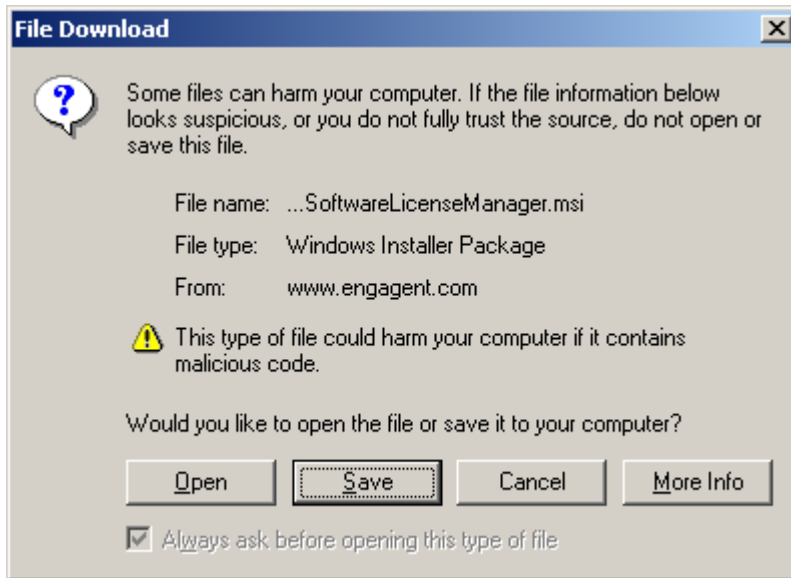 File Download
Some files can harm your computer. If the file information below
looks suspicious, or you do not fully trust the source, do not open or
save this file.
File name: ...SoftwareLicenseManager.msi
File type: Windows Installer Package
From: www.engagent.com
This type of file could harm your computer if it contains
malicious code.
Would you like to open the file or save it to your computer?
Open Save Cancel More Info
Always ask before opening this type of file